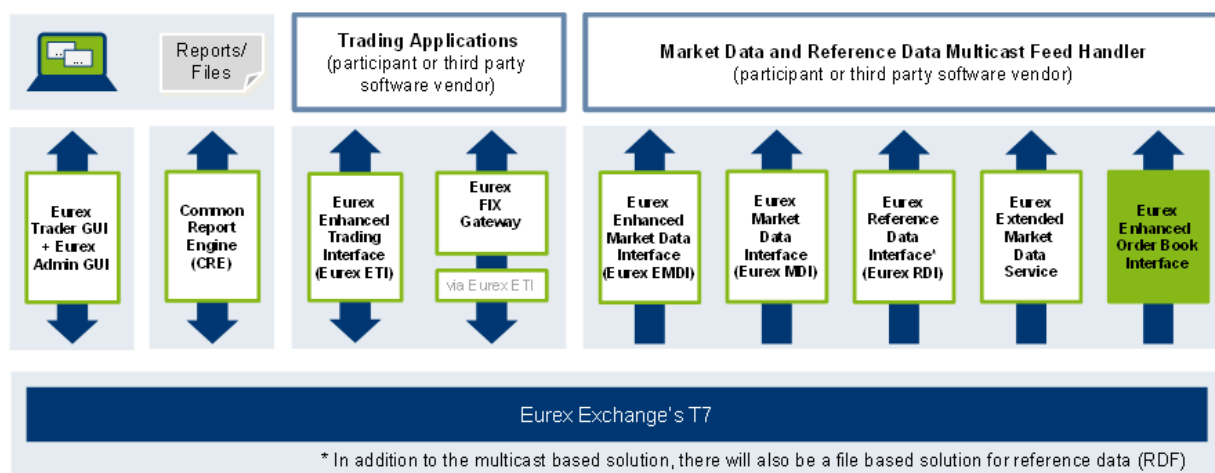 ...
...
Reports/
Files
Trading Applications
(participant or third party
software vendor)
Market Data and Reference Data Multicast Feed Handler
(participant or third party software vendor)
Eurex
Trader GUI
+ Eurex
Admin GUI
Common
Report
Engine
(CRE)
Eurex
Enhanced
Trading
Interface
(Eurex ETI)
Eurex
FIX
Gateway
via Eurex ETI
Eurex
Enhanced
Market Data
Interface
(Eurex EMDI)
Eurex
Market
Data
Interface
(Eurex MDI)
Eurex
Reference
Data
Interface*
(Eurex RDI)
Eurex
Extended
Market
Data
Service
Eurex
Enhanced
Order Book
Interface
Eurex Exchange's T7
* In addition to the multicast based solution, there will also be a file based solution for reference data (RDF)